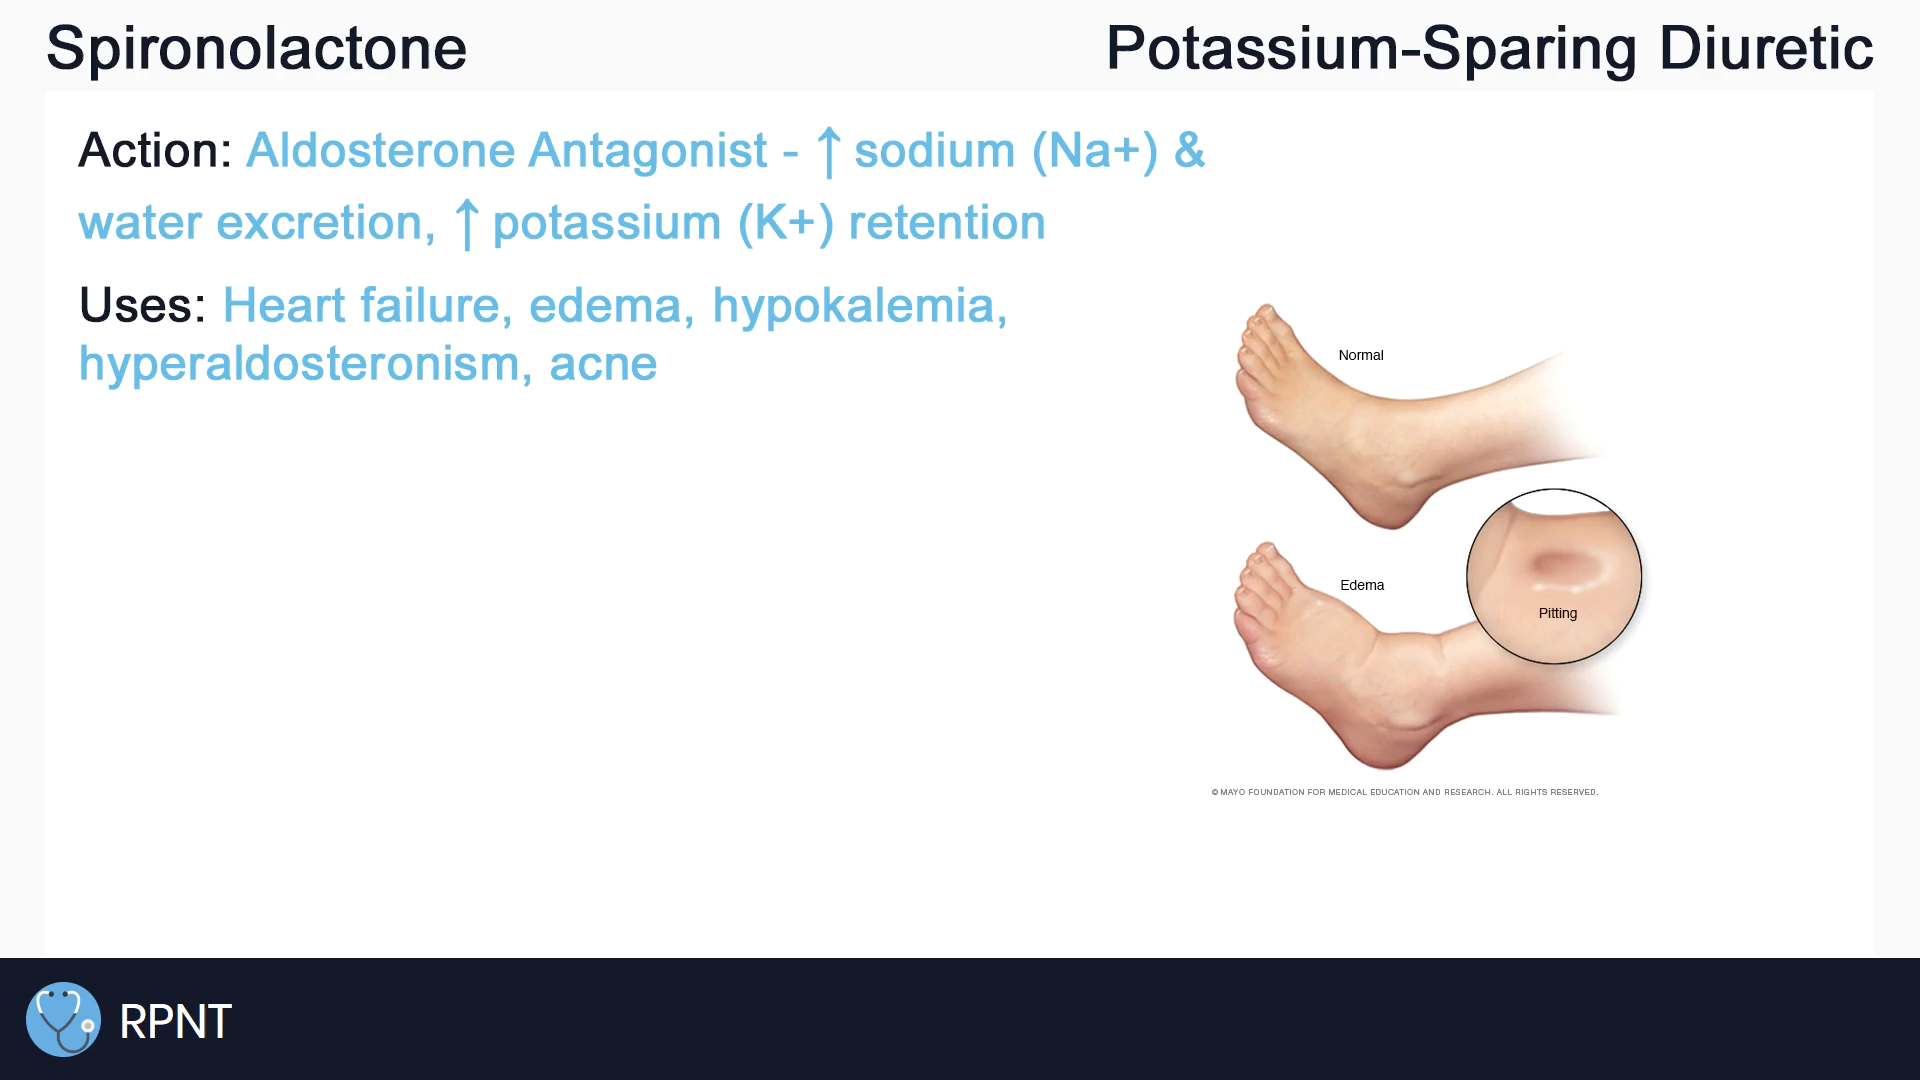 Spironolactone
Potassium-Sparing Diuretic
Action: Aldosterone Antagonist - ↑ sodium (Na+) &
water excretion, ↑ potassium (K+) retention
Uses: Heart failure, edema, hypokalemia,
hyperaldosteronism, acne
Normal
Edema
Pitting
© MAYO FOUNDATION FOR MEDICAL EDUCATION AND RESEARCH. ALL RIGHTS RESERVED.
RPNT